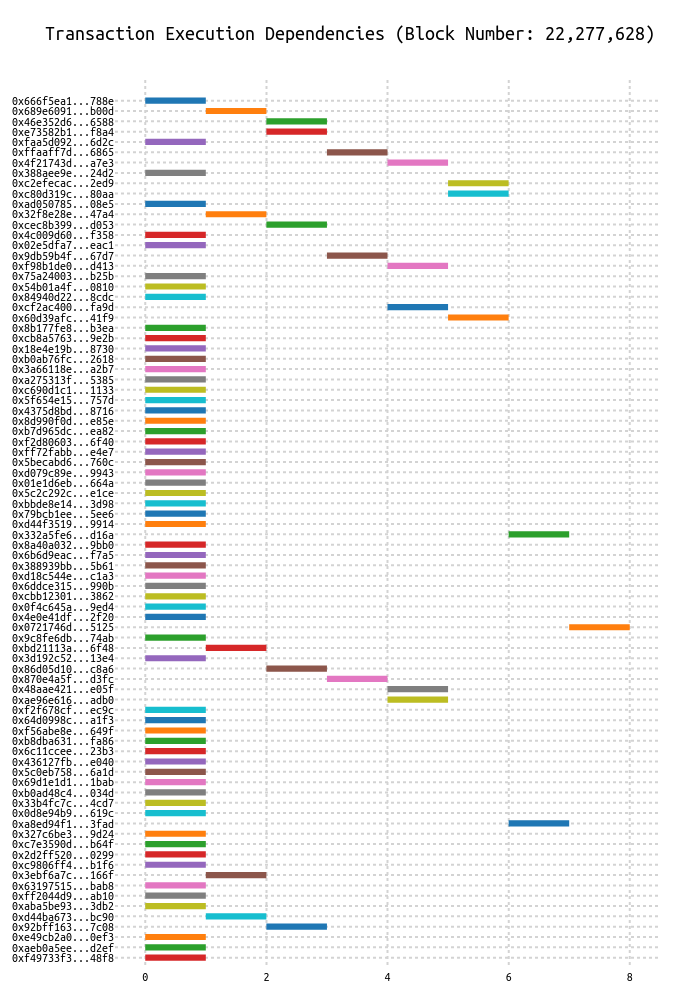 Transaction Execution Dependencies (Block Number: 22,277,628)
0x666f5ea1...788e
0x689e6091...b00d
0x46e352d6...6588
0xe73582b1...f8a4
0xfaa5d092...6d2c
0xffaaff7d...6865
0x4f21743d...a7e3
0x388aee9e...24d2
0xc2efecac...2ed9
0xc80d319c...80aa
0xad050785...08e5
0x32f8e28e...47a4
0xcec8b399...d053
0x4c009d60...f358
0x02e5dfa7...eac1
0x9db59b4f...67d7
0xf98b1de0...d413
0x75a24003...b25b
0x54b01a4f...0810
0x84940d22...8cdc
0xcf2ac400...fa9d
0x60d39afc...41f9
0x8b177fe8...b3ea
0xcb8a5763...9e2b
0x18e4e19b...8730
0xb0ab76fc...2618
0x3a66118e...a2b7
0xa275313f...5385
0xc690d1c1...1133
0x5f654e15...757d
0x4375d8bd...8716
0x8d990f0d...e85e
0xb7d965dc...ea82
0xf2d80603...6f40
0xff72fabb...e4e7
0x5becabd6...760c
0xd079c89e...9943
0x01e1d6eb...664a
0x5c2c292c...e1ce
0xbbde8e14...3d98
0x79bcb1ee...5ee6
0xd44f3519...9914
0x332a5fe6...d16a
0x8a40a032...9bb0
0x6b6d9eac...f7a5
0x388939bb...5b61
0xd18c544e...c1a3
0x6ddce315...990b
0xcbb12301...3862
0x0f4c645a...9ed4
0x4e0e41df...2f20
0x0721746d...5125
0x9c8fe6db...74ab
0xbd21113a...6f48
0x3d192c52...13e4
0x86d05d10...c8a6
0x870e4a5f...d3fc
0x48aae421...e05f
0xae96e616...adb0
0xf2f678cf...ec9c
0x64d0998c...a1f3
0xf56abe8e...649f
0xb8dba631...fa86
0x6c11ccee...23b3
0x436127fb...e040
0x5c0eb758...6a1d
0x69d1e1d1...1bab
0xb0ad48c4...034d
0x33b4fc7c...4cd7
0x0d8e94b9...619c
0xa8ed94f1...3fad
0x327c6be3...9d24
0xc7e3590d...b64f
0x2d2ff520...0299
0xc9806ff4...b1f6
0x3ebf6a7c...166f
0x63197515...bab8
0xff2044d9...ab10
0xaba5be93...3db2
0xd44ba673...bc90
0x92bff163...7c08
0xe49cb2a0...0ef3
0xaeb0a5ee...d2ef
0xf49733f3...48f8
0 2 4 6 8